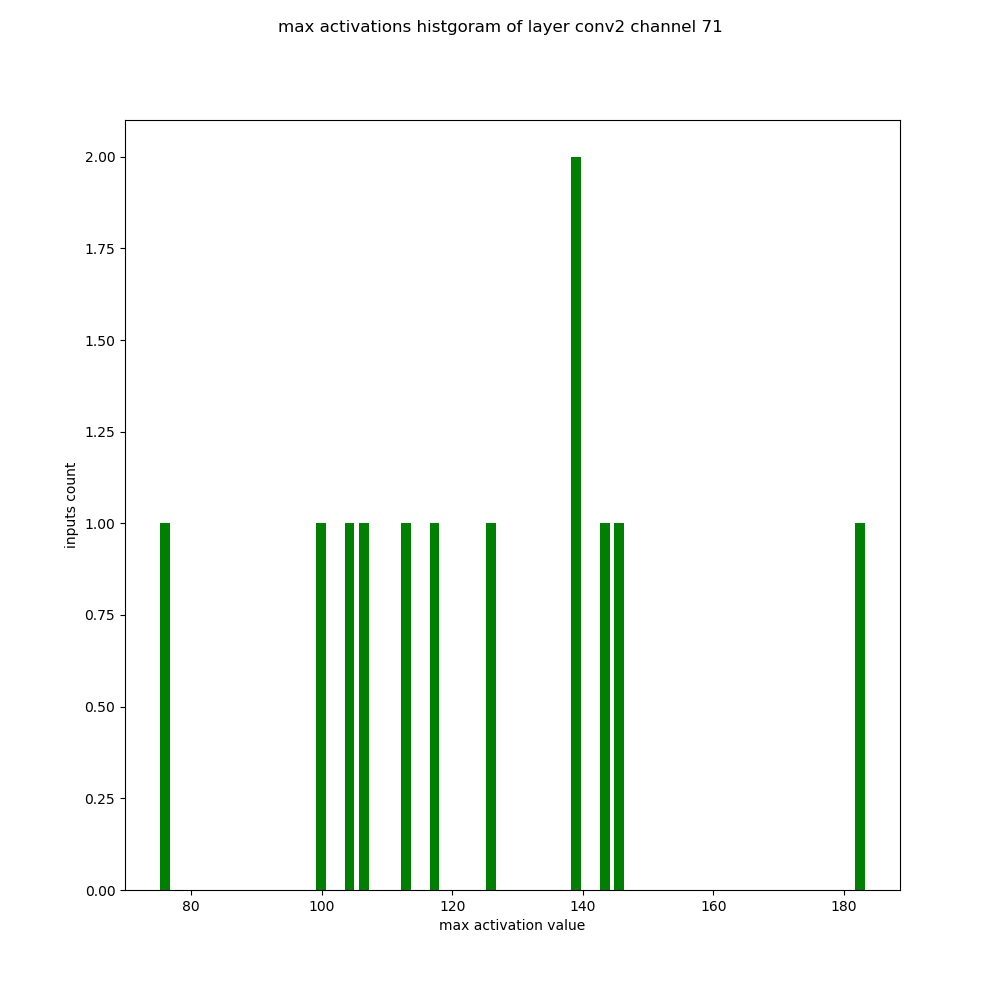 max activations histgoram of layer conv2 channel 71
2.00
1.75
1.50
1.25
1.00
0.75
0.50
0.25
0.00
inputs count
80 100 120 140 160 180
max activation value